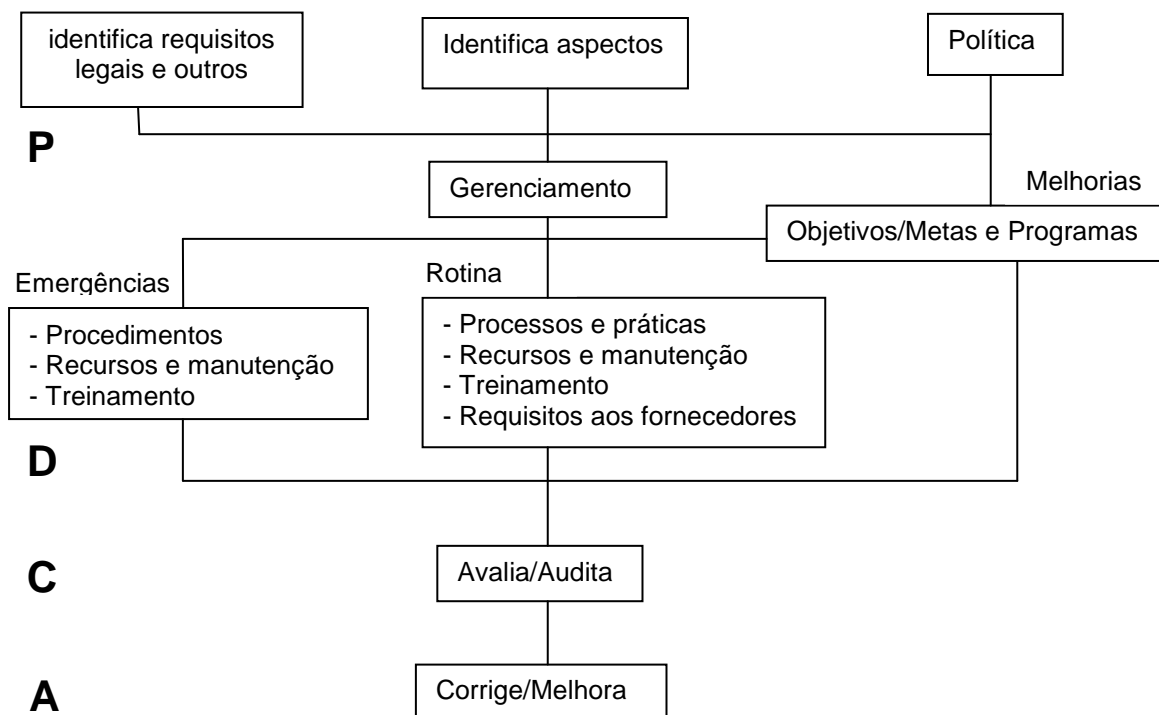 identifica requisitos
legais e outros
Identifica aspectos
Política
P
Gerenciamento
Melhorias
Objetivos/Metas e Programas
Emergências
Rotina
- Procedimentos
- Recursos e manutenção
- Treinamento
- Processos e práticas
- Recursos e manutenção
- Treinamento
- Requisitos aos fornecedores
D
C
Avalia/Audita
A
Corrige/Melhora